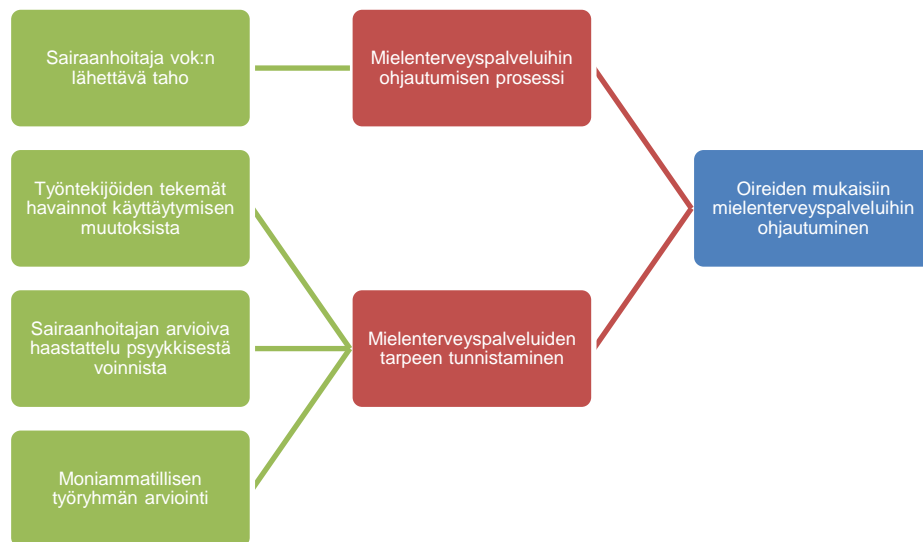 Sairaanhoitaja vok:n
lähettävä taho
Mielenterveyspalveluihin
ohjautumisen prosessi
Työntekijöiden tekemät
havainnot käyttäytymisen
muutoksista
Oireiden mukaisiin
mielenterveyspalveluihin
ohjautuminen
Sairaanhoitajan arvioiva
haastattelu psyykkisestä
voinnista
Mielenterveyspalveluiden
tarpeen tunnistaminen
Moniammatillisen
työryhmän arviointi